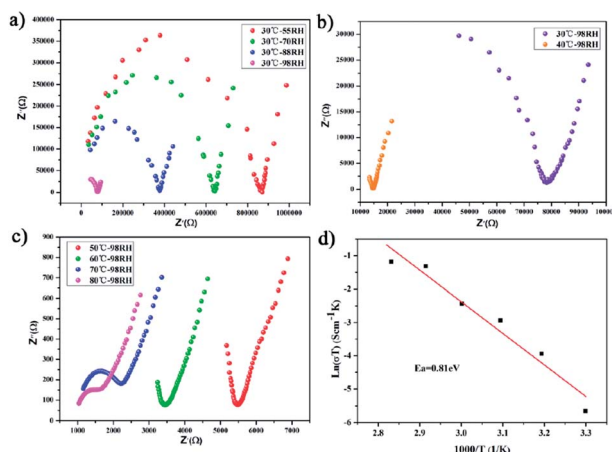 a)
400000
350000
300000
250000
200000
150000
100000
50000
0
Z''(Ω)
30℃-55RH
30℃-70RH
30℃-88RH
30℃-98RH
0 200000 400000 600000 800000 1000000
Z'(Ω)
b)
30000
25000
20000
15000
10000
5000
0
Z''(Ω)
30℃-98RH
40℃-98RH
10000 20000 30000 40000 50000 60000 70000 80000 90000 100000
Z'(Ω)
c)
900
800
700
600
500
400
300
200
100
0
Z''(Ω)
50℃-98RH
60℃-98RH
70℃-98RH
80℃-98RH
0 1000 2000 3000 4000 5000 6000 7000
Z'(Ω)
d)
-1
-2
-3
-4
-5
-6
Ln(σT) (Scm⁻¹K)
Ea=0.81eV
2.8 2.9 3.0 3.1 3.2 3.3
1000/T (1/K)